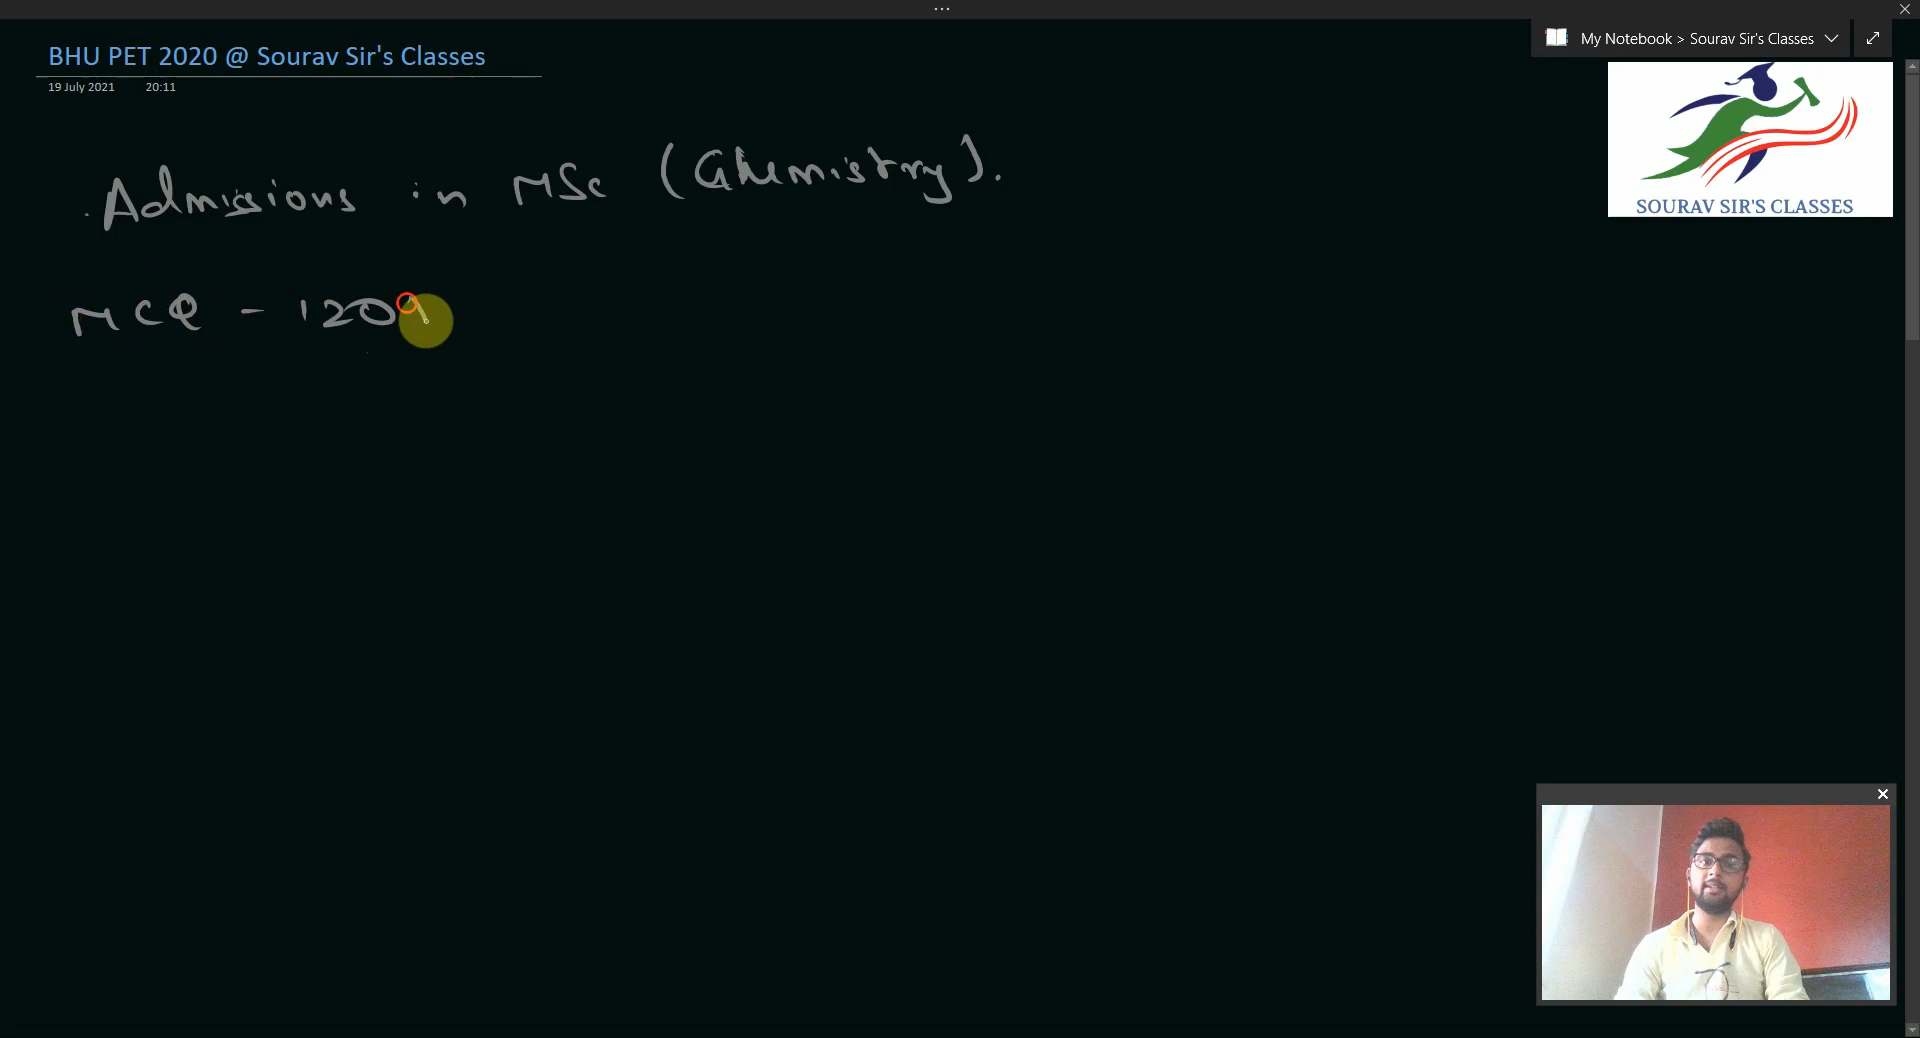 BHU PET 2020 @ Sourav Sir's Classes
19 July 2021 20:11
My Notebook > Sourav Sir's Classes
SOURAV SIR'S CLASSES
Admissions in MSc (Chemistry).
MCQ - 120